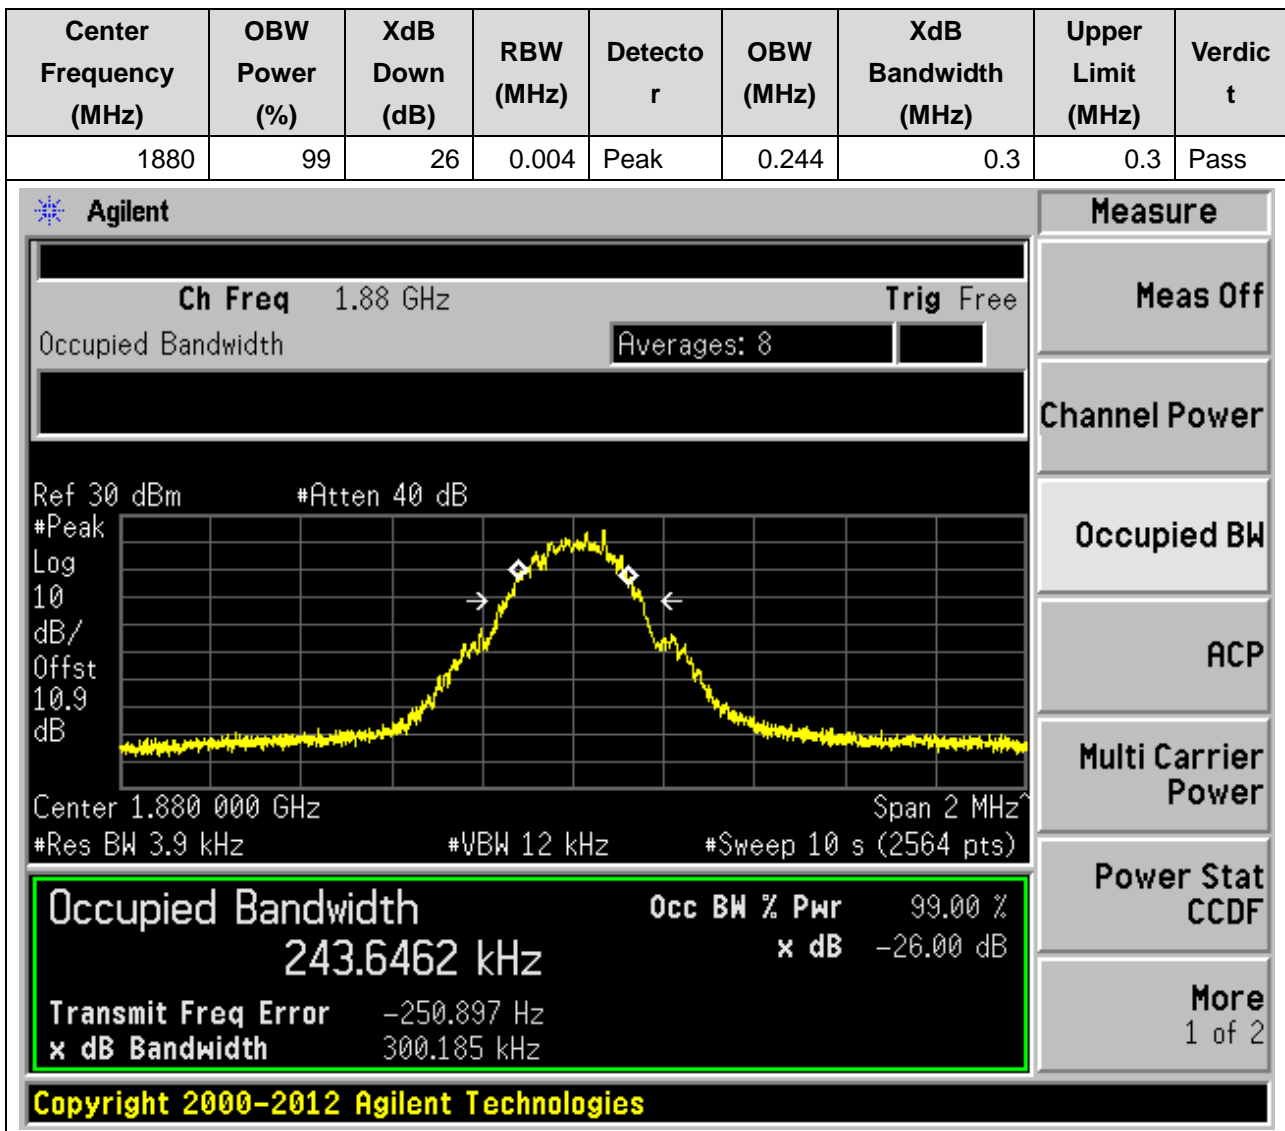 Center Frequency (MHz) | OBW Power (%) | XdB Down (dB) | RBW (MHz) | Detecto r | OBW (MHz) | XdB Bandwidth (MHz) | Upper Limit (MHz) | Verdic t
1880 | 99 | 26 | 0.004 | Peak | 0.244 | 0.3 | 0.3 | Pass
Agilent
Measure
Ch Freq 1.88 GHz Trig Free
Occupied Bandwidth Averages: 8
Meas Off
Channel Power
Occupied BW
ACP
Multi Carrier
Power
Power Stat
CCDF
More
1 of 2
Ref 30 dBm #Atten 40 dB
#Peak
Log
10
dB/
Offst
10.9
dB
Center 1.880 000 GHz Span 2 MHz^
#Res BW 3.9 kHz #VBW 12 kHz #Sweep 10 s (2564 pts)
Occupied Bandwidth
243.6462 kHz
Occ BW % Pwr 99.00 %
x dB -26.00 dB
Transmit Freq Error -250.897 Hz
x dB Bandwidth 300.185 kHz
Copyright 2000-2012 Agilent Technologies